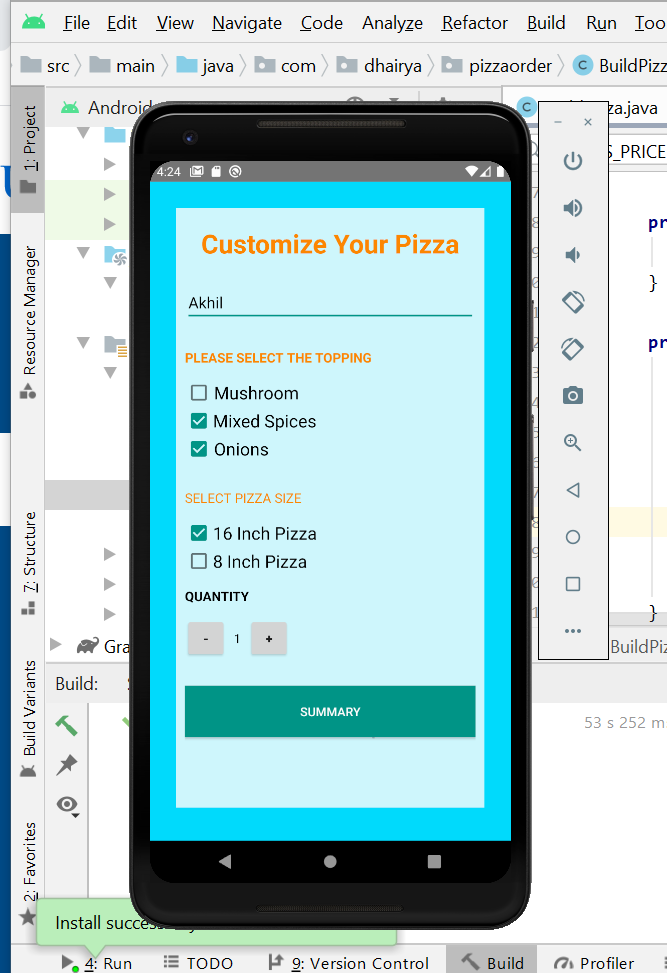 File Edit View Navigate Code Analyze Refactor Build Run Too
src main java com dhairya pizzaorder BuildPizz
Android
1: Project
Resource Manager
7: Structure
Build Variants
2: Favorites
za.java
S_PRICE
pr
}
pr
}
4:24
Customize Your Pizza
Akhil
PLEASE SELECT THE TOPPING
Mushroom
Mixed Spices
Onions
SELECT PIZZA SIZE
16 Inch Pizza
8 Inch Pizza
QUANTITY
- 1 +
SUMMARY
Gra
BuildPiz
Build:
53 s 252 m
Install success
4: Run TODO 9: Version Control Build Profiler